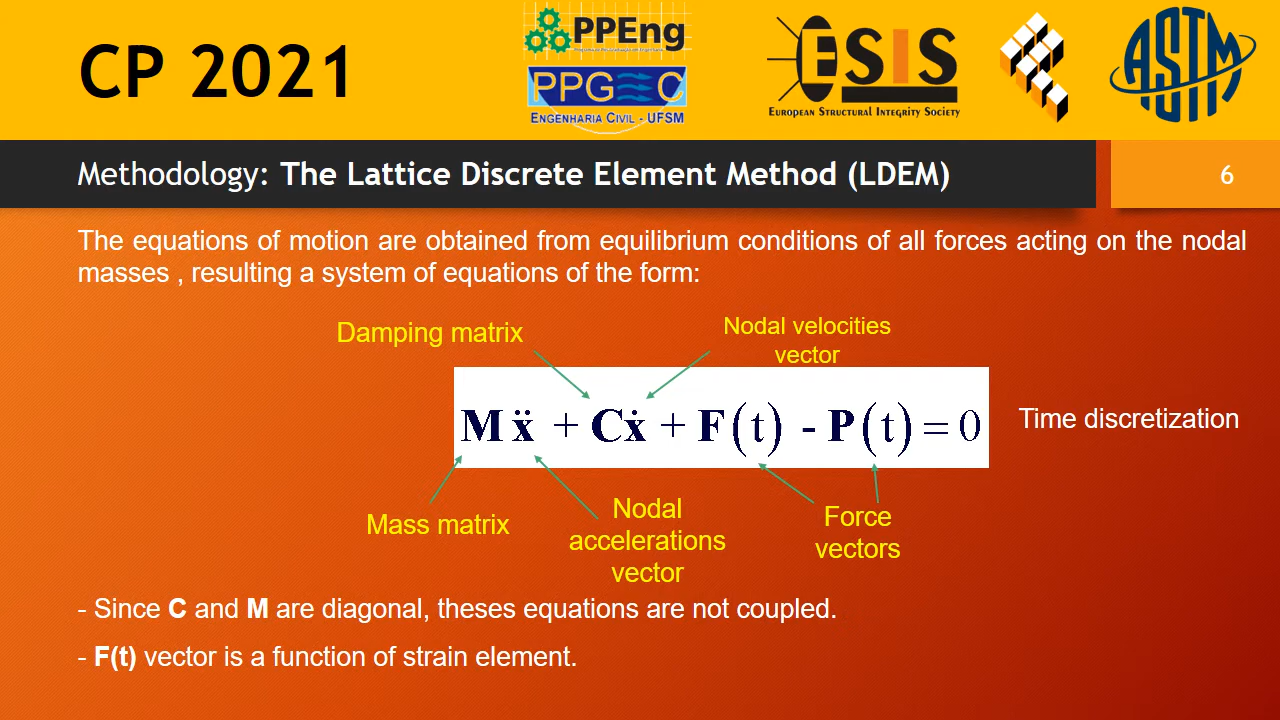 CP 2021
PPEng
PPGEC
ENGENHARIA CIVIL - UFSM
ESIS
EUROPEAN STRUCTURAL INTEGRITY SOCIETY
ASTM
Methodology: The Lattice Discrete Element Method (LDEM)
6
The equations of motion are obtained from equilibrium conditions of all forces acting on the nodal
masses , resulting a system of equations of the form:
Damping matrix
Nodal velocities
vector
Mẍ + Cẋ + F(t) - P(t) = 0
Time discretization
Mass matrix
Nodal
accelerations
vector
Force
vectors
- Since C and M are diagonal, theses equations are not coupled.
- F(t) vector is a function of strain element.